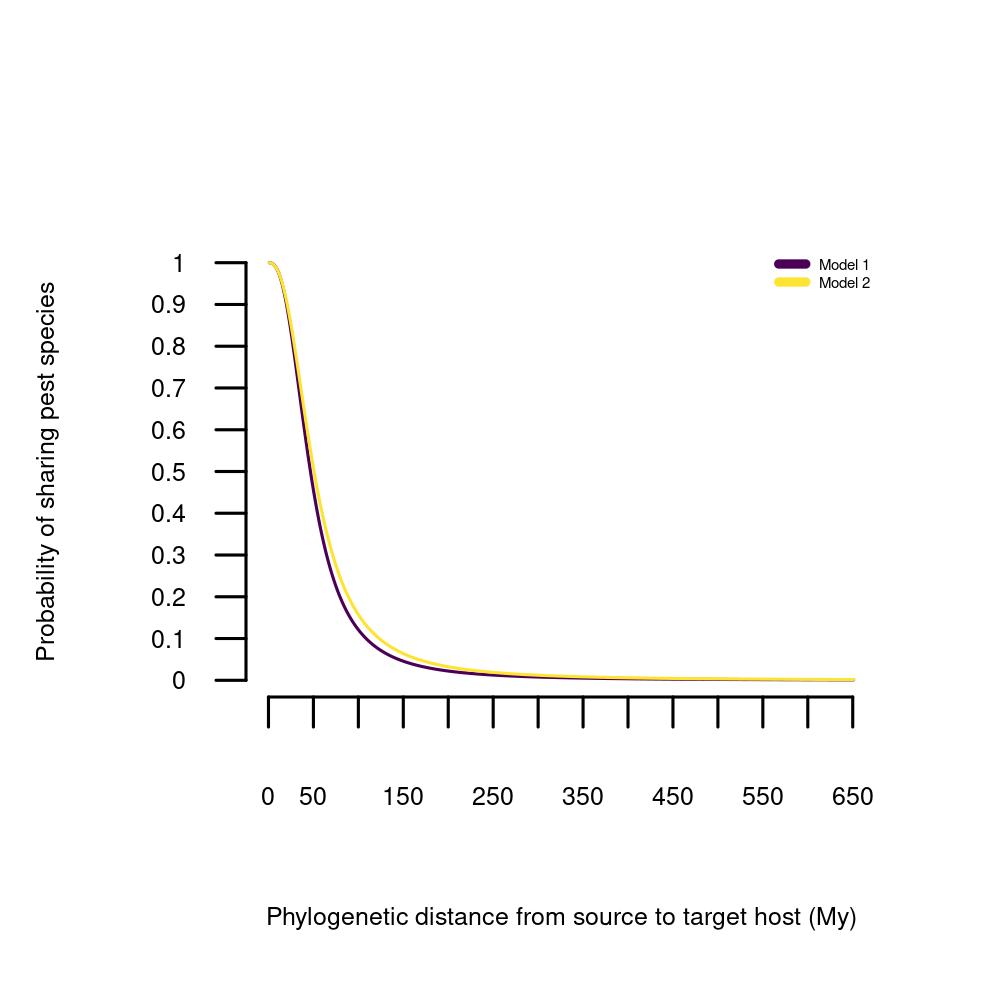 Probability of sharing pest species
1
0.9
0.8
0.7
0.6
0.5
0.4
0.3
0.2
0.1
0
Model 1
Model 2
0 50 150 250 350 450 550 650
Phylogenetic distance from source to target host (My)